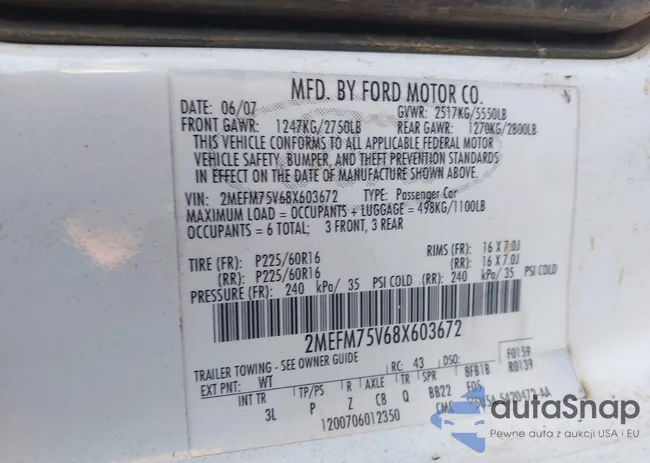 MFD. BY FORD MOTOR CO.
DATE: 06/07 GVWR: 2517KG/5550LB
FRONT GAWR: 1247KG/2750LB REAR GAWR: 1270KG/2800LB
THIS VEHICLE CONFORMS TO ALL APPLICABLE FEDERAL MOTOR
VEHICLE SAFETY, BUMPER, AND THEFT PREVENTION STANDARDS
IN EFFECT ON THE DATE OF MANUFACTURE SHOWN ABOVE.
VIN: 2MEFM75V68X603672 TYPE: Passenger Car
MAXIMUM LOAD = OCCUPANTS + LUGGAGE = 498KG/1100LB
OCCUPANTS = 6 TOTAL; 3 FRONT, 3 REAR
TIRE (FR): P225/60R16 RIMS (FR): 16 X 7.0J
(RR): P225/60R16 (RR): 16 X 7.0J
PRESSURE (FR): 240 kPa/ 35 PSI COLD (RR): 240 kPa/ 35 PSI COLD
2MEFM75V68X603672
TRAILER TOWING - SEE OWNER GUIDE
F0159
EXT PNT: WT RC: 43 DSO: R0139
INT TR TP/PS R AXLE TR SPR BFB1B
3L P Z C8 Q BB22 F05
1200706012350 CMC
autaSnap
Pewne auta z aukcji USA i EU